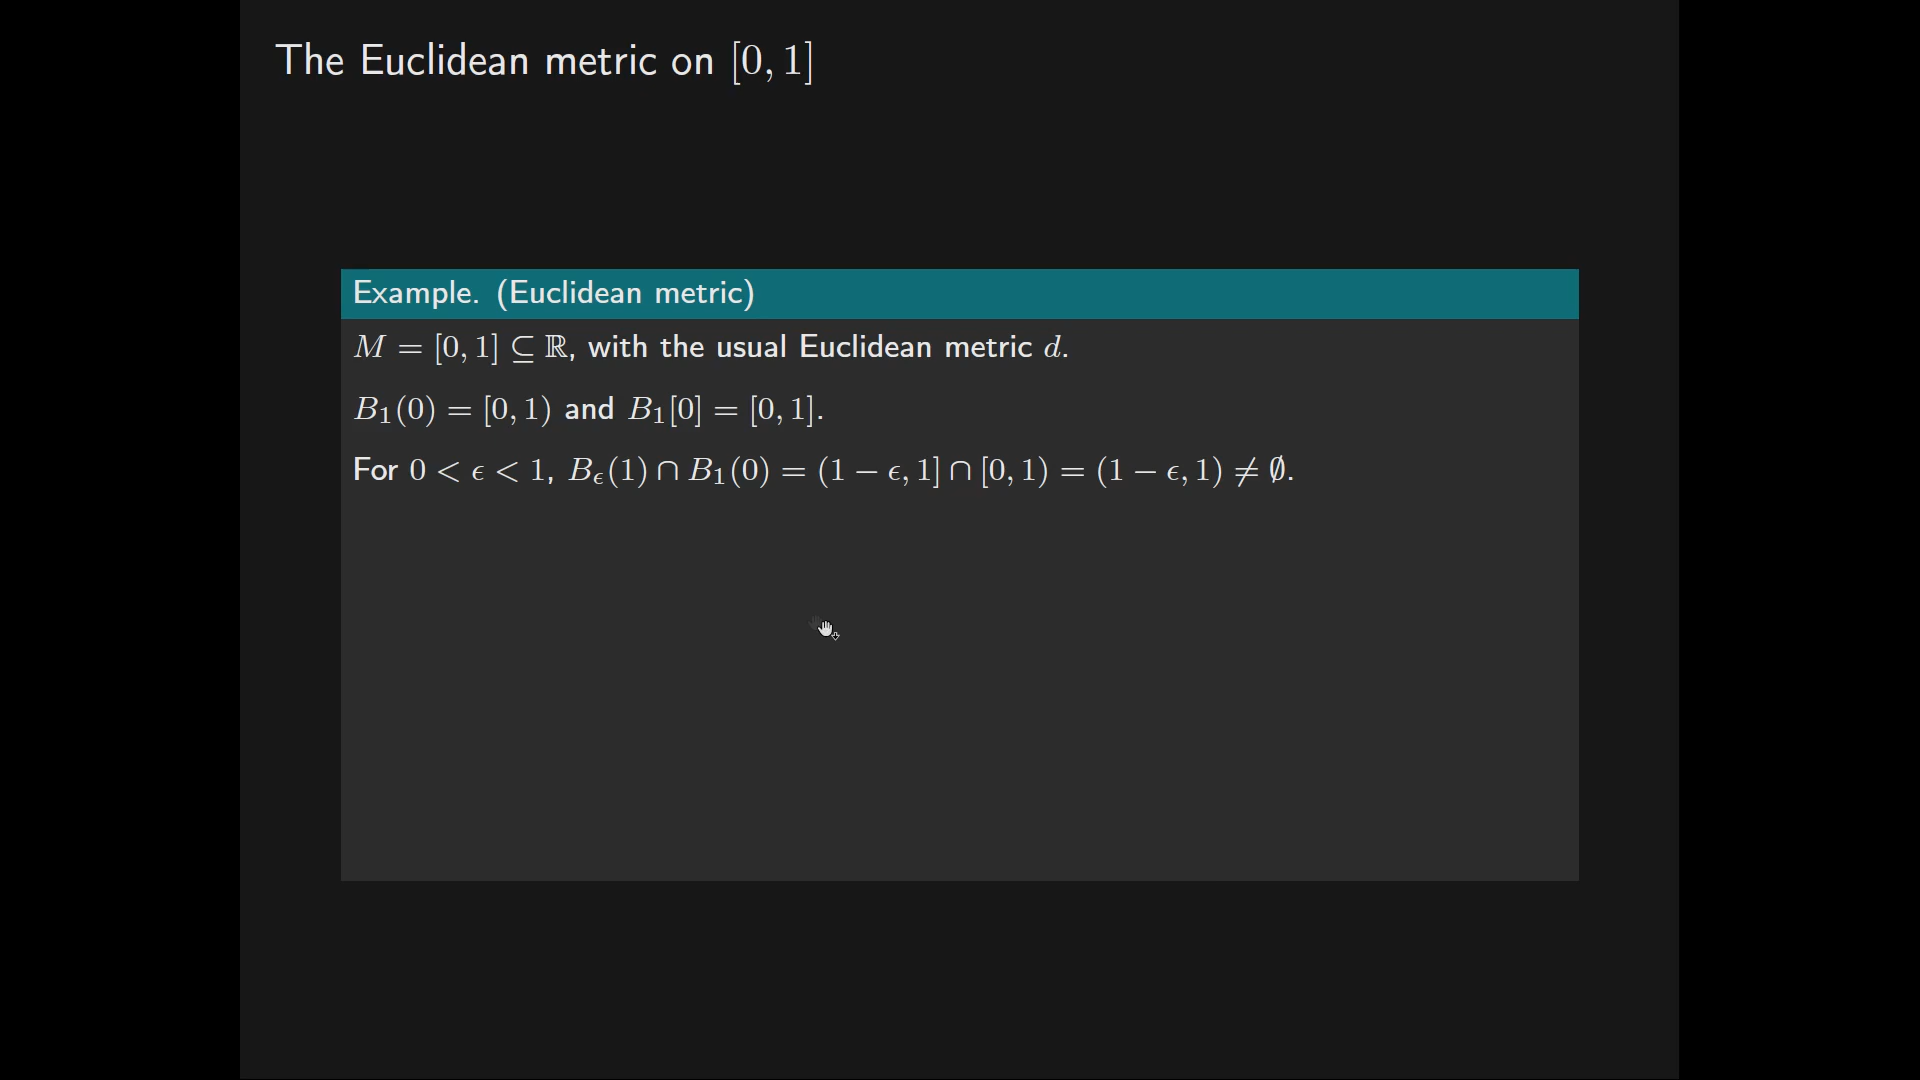 The Euclidean metric on [0, 1]
Example. (Euclidean metric)
M = [0, 1] ⊆ ℝ, with the usual Euclidean metric d.
B₁(0) = [0, 1) and B₁[0] = [0, 1].
For 0 < ϵ < 1, B_ϵ(1) ∩ B₁(0) = (1 − ϵ, 1] ∩ [0, 1) = (1 − ϵ, 1) ≠ ∅.